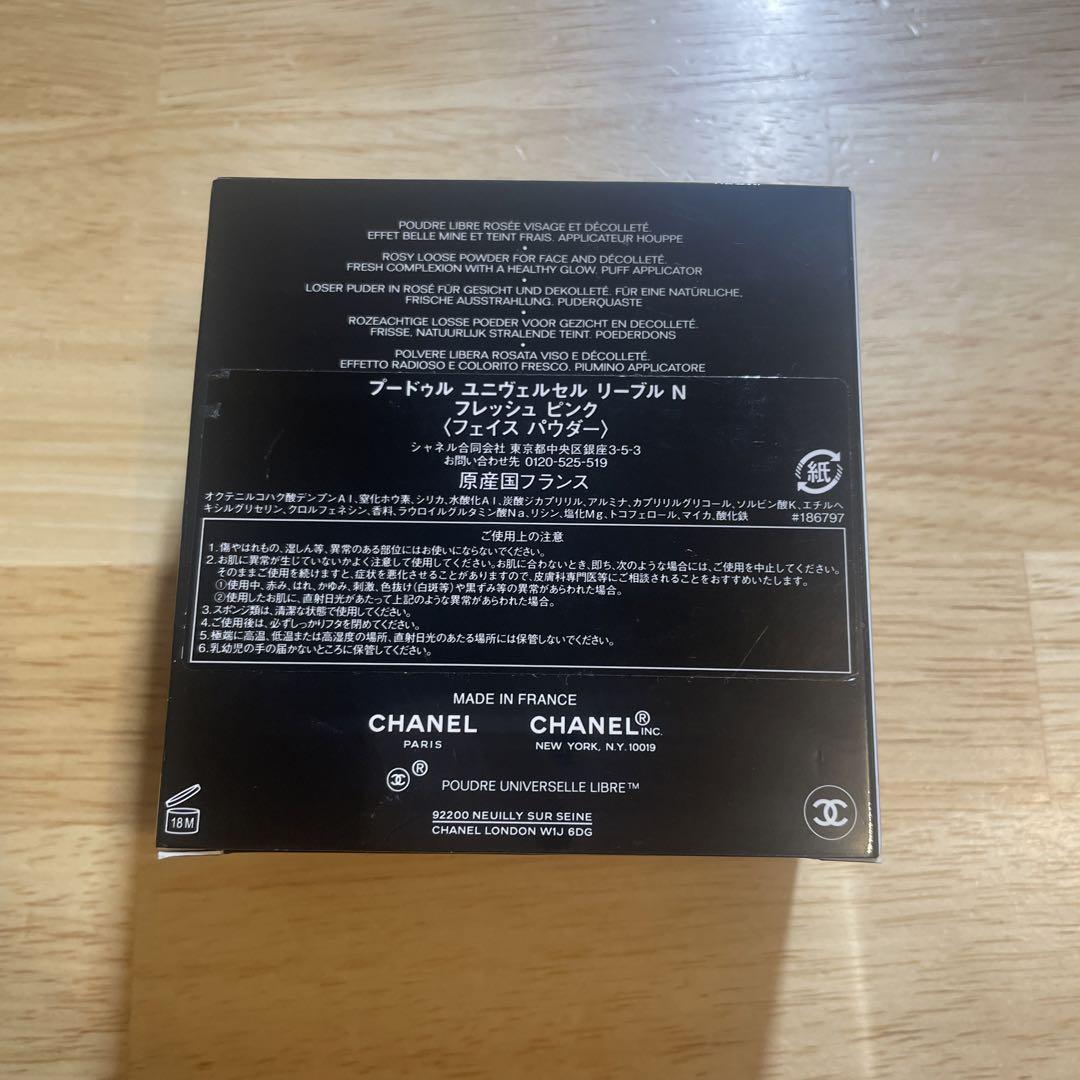 POUDRE LIBRE ROSÉE VISAGE ET DÉCOLLETÉ.
EFFET BELLE MINE ET TEINT FRAIS. APPLICATEUR HOUPPE
•
ROSY LOOSE POWDER FOR FACE AND DÉCOLLETÉ.
FRESH COMPLEXION WITH A HEALTHY GLOW. PUFF APPLICATOR
•
LOSER PUDER IN ROSÉ FÜR GESICHT UND DEKOLLETÉ. FÜR EINE NATÜRLICHE,
FRISCHE AUSSTRAHLUNG. PUDERQUASTE
•
ROZEACHTIGE LOSSE POEDER VOOR GEZICHT EN DECOLLETÉ.
FRISSE, NATUURLIJK STRALENDE TEINT. POEDERDONS
•
POLVERE LIBERA ROSATA VISO E DÉCOLLETÉ.
EFFETTO RADIOSO E COLORITO FRESCO. PIUMINO APPLICATORE
プードゥル ユニヴェルセル リーブル N
フレッシュ ピンク
〈フェイス パウダー〉
シャネル合同会社 東京都中央区銀座3-5-3
お問い合わせ先 0120-525-519
原産国フランス
紙
オクテニルコハク酸デンプンAl、窒化ホウ素、シリカ、水酸化Al、炭酸ジカプリリル、アルミナ、カプリリルグリコール、ソルビン酸K、エチルヘ
キシルグリセリン、クロルフェネシン、香料、ラウロイルグルタミン酸Na、リシン、塩化Mg、トコフェロール、マイカ、酸化鉄 #186797
ご使用上の注意
1.傷やはれもの、湿しん等、異常のある部位にはお使いにならないでください。
2.お肌に異常が生じていないかよく注意して使用してください。お肌に合わないとき、即ち、次のような場合には、ご使用を中止してください。
そのままご使用を続けますと、症状を悪化させることがありますので、皮膚科専門医等にご相談されることをおすすめいたします。
①使用中、赤み、はれ、かゆみ、刺激、色抜け(白斑等)や黒ずみ等の異常があらわれた場合。
②使用したお肌に、直射日光があたって上記のような異常があらわれた場合。
3.スポンジ類は、清潔な状態で使用してください。
4.ご使用後は、必ずしっかりフタを閉めてください。
5.極端に高温、低温または高湿度の場所、直射日光のあたる場所には保管しないでください。
6.乳幼児の手の届かないところに保管してください。
MADE IN FRANCE
CHANEL CHANEL® INC.
PARIS NEW YORK, N.Y. 10019
® POUDRE UNIVERSELLE LIBRE™
92200 NEUILLY SUR SEINE
CHANEL LONDON W1J 6DG
18M